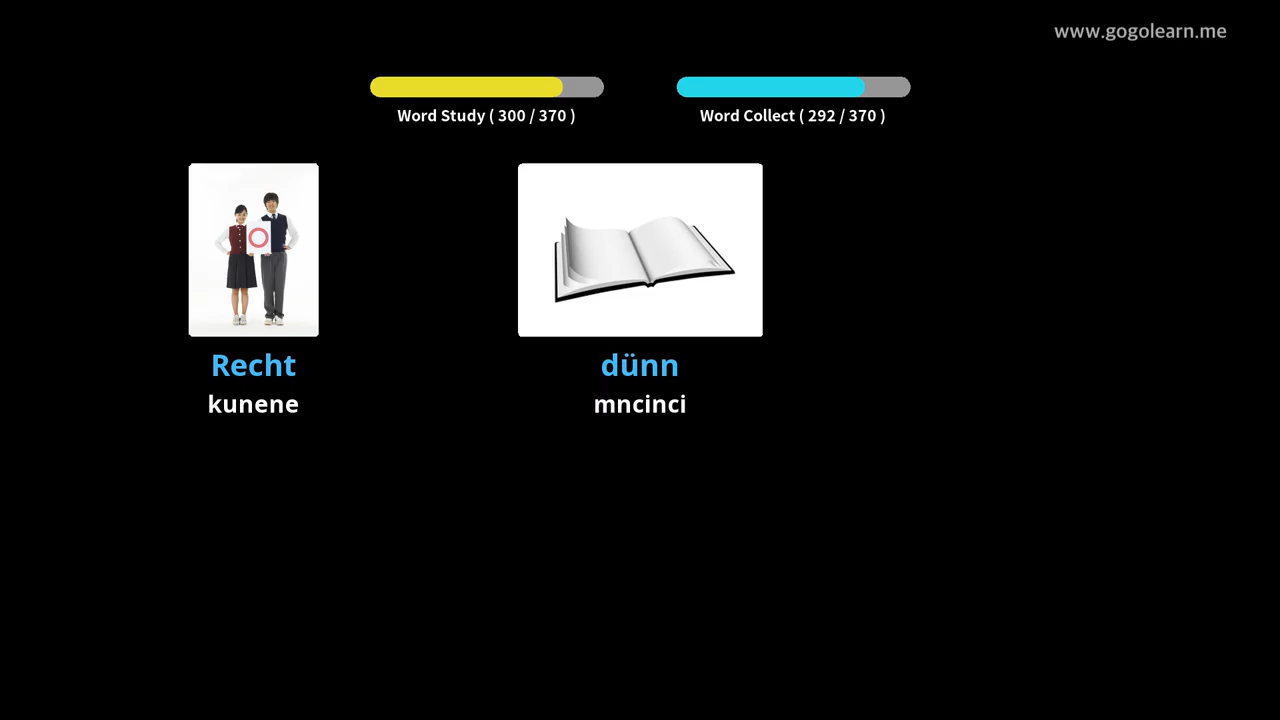 www.gogolearn.me
Word Study ( 300 / 370 )
Word Collect ( 292 / 370 )
Recht
kunene
dünn
mncinci